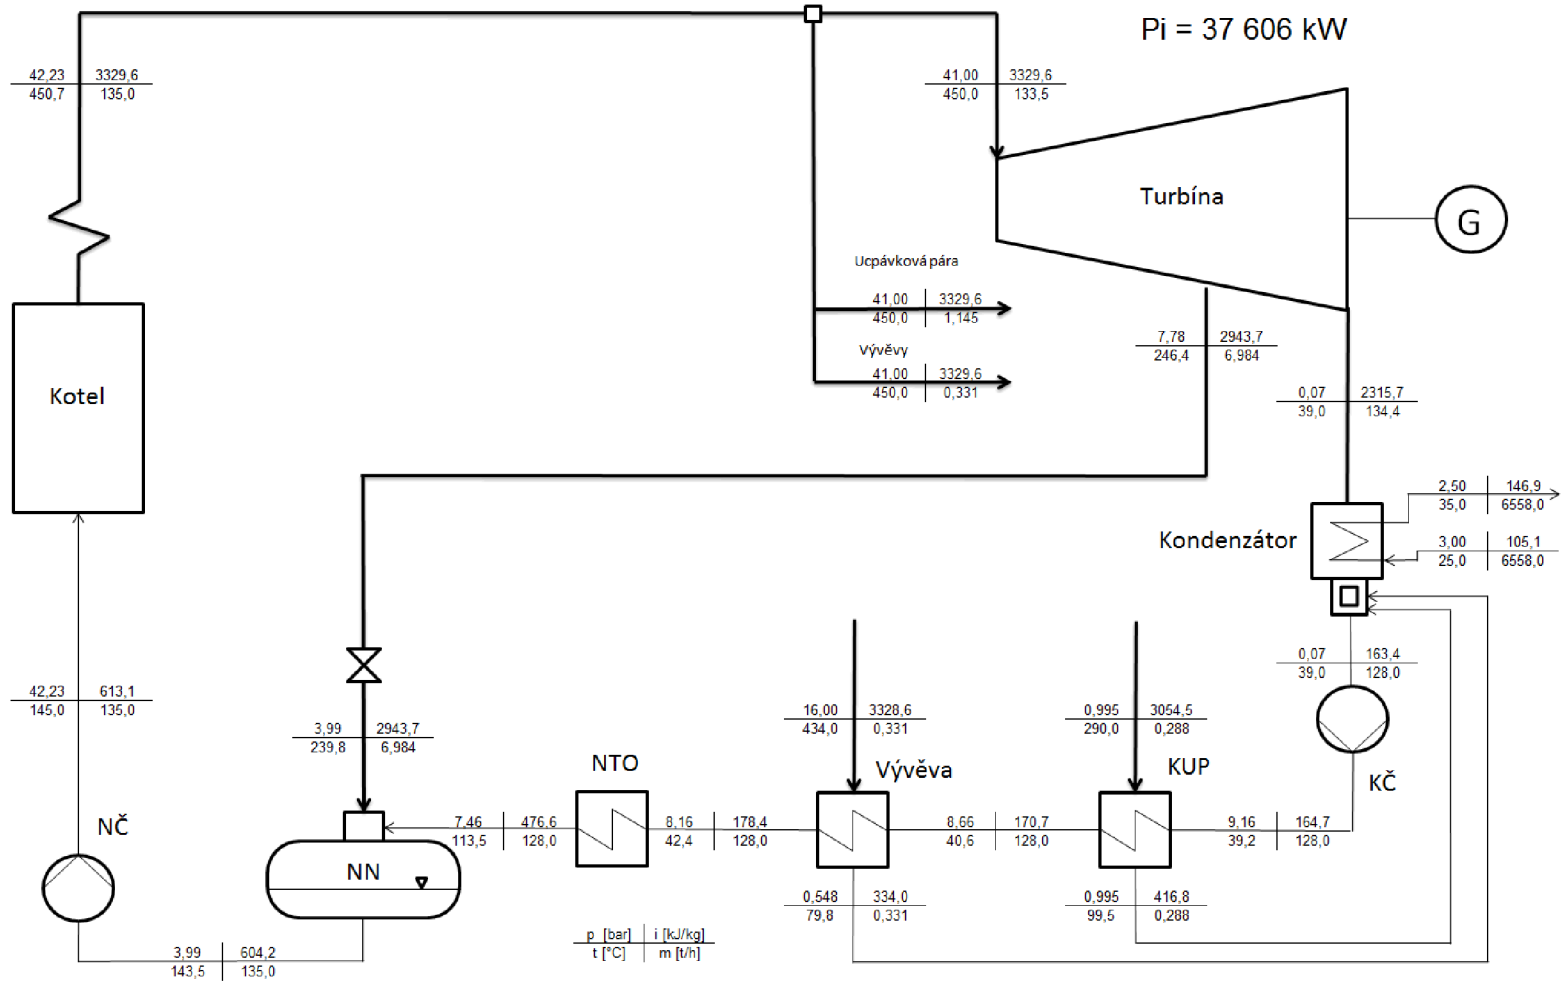 Pi = 37 606 kW
42,23 3329,6
450,7 135,0
41,00 3329,6
450,0 133,5
Turbína
G
Ucpávková pára
41,00 3329,6
450,0 1,145
Vývěvy
41,00 3329,6
450,0 0,331
7,78 2943,7
246,4 6,984
0,07 2315,7
39,0 134,4
Kotel
2,50 146,9
35,0 6558,0
Kondenzátor
3,00 105,1
25,0 6558,0
0,07 163,4
39,0 128,0
42,23 613,1
145,0 135,0
3,99 2943,7
239,8 6,984
16,00 3328,6
434,0 0,331
0,995 3054,5
290,0 0,288
NTO
Vývěva
KUP
KČ
NČ
7,46 476,6
113,5 128,0
8,16 178,4
42,4 128,0
8,66 170,7
40,6 128,0
9,16 164,7
39,2 128,0
NN
0,548 334,0
79,8 0,331
0,995 416,8
99,5 0,288
3,99 604,2
143,5 135,0
p [bar] i [kJ/kg]
t [°C] m [t/h]